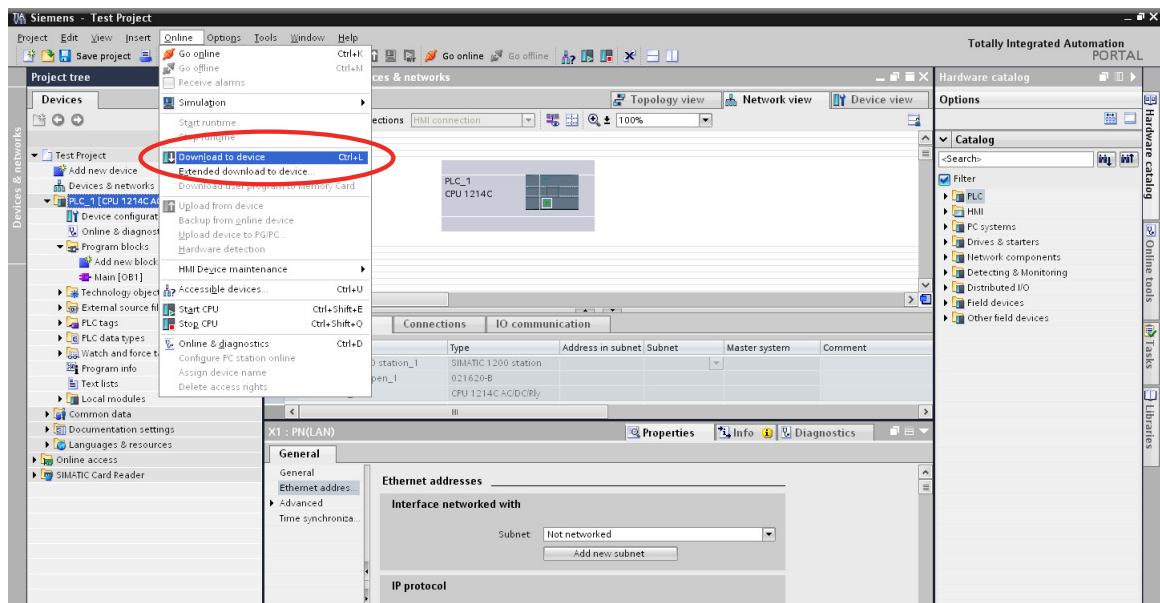 Siemens - Test Project
Project Edit View Insert Online Options Tools Window Help
Totally Integrated Automation
PORTAL
Save project
Go online
Go offline
Project tree
Devices
Devices & networks
Test Project
Add new device
Devices & networks
PLC_1 [CPU 1214C AC
Device configurat
Online & diagnost
Program blocks
Add new block
Main [OB1]
Technology object
External source fil
PLC tags
PLC data types
Watch and force t
Program info
Text lists
Local modules
Common data
Documentation settings
Languages & resources
Online access
SIMATIC Card Reader
Go online Ctrl+K
Go offline Ctrl+M
Receive alarms
Simulation
Start runtime
Stop runtime
Download to device Ctrl+L
Extended download to device...
Download user program to Memory Card
Upload from device
Backup from online device
Upload device to PG/PC...
Hardware detection
HMI Device maintenance
Accessible devices... Ctrl+U
Start CPU Ctrl+Shift+E
Stop CPU Ctrl+Shift+Q
Online & diagnostics Ctrl+D
Configure PC station online
Assign device name
Delete access rights
ces & networks
Topology view
Network view
Device view
ections
HMI connection
100%
PLC_1
CPU 1214C
Connections
IO communication
Type Address in subnet Subnet Master system Comment
0 station_1 SIMATIC 1200 station
pen_1 021620-B
CPU 1214C AC/DC/Rly
X1 : PN(LAN)
Properties
Info
Diagnostics
General
General
Ethernet addres...
Advanced
Time synchroniza...
Ethernet addresses
Interface networked with
Subnet: Not networked
Add new subnet
IP protocol
Hardware catalog
Options
Catalog
<Search>
Filter
PLC
HMI
PC systems
Drives & starters
Network components
Detecting & Monitoring
Distributed I/O
Field devices
Other field devices
Hardware catalog
Online tools
Tasks
Libraries